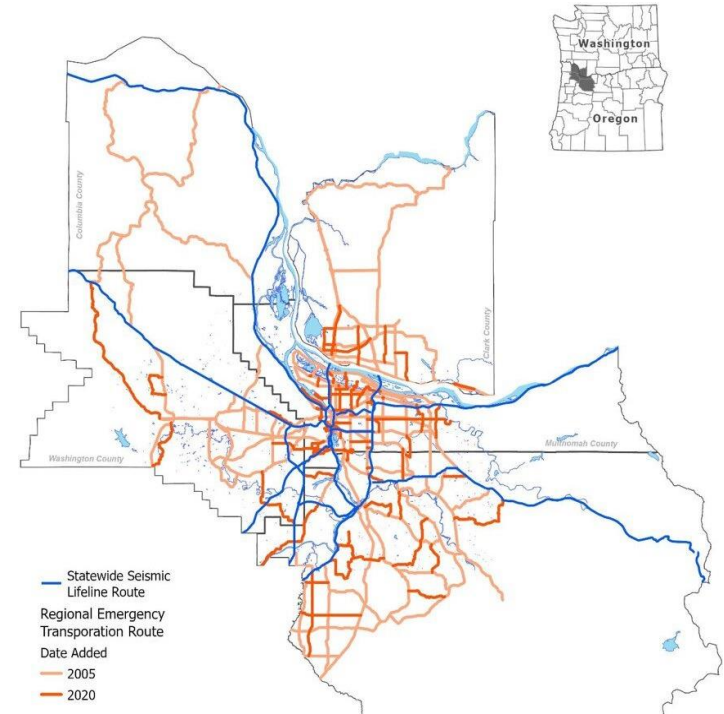 Washington
Oregon
Columbia County
Clark County
Multnomah County
Washington County
Statewide Seismic
Lifeline Route
Regional Emergency
Transporation Route
Date Added
2005
2020